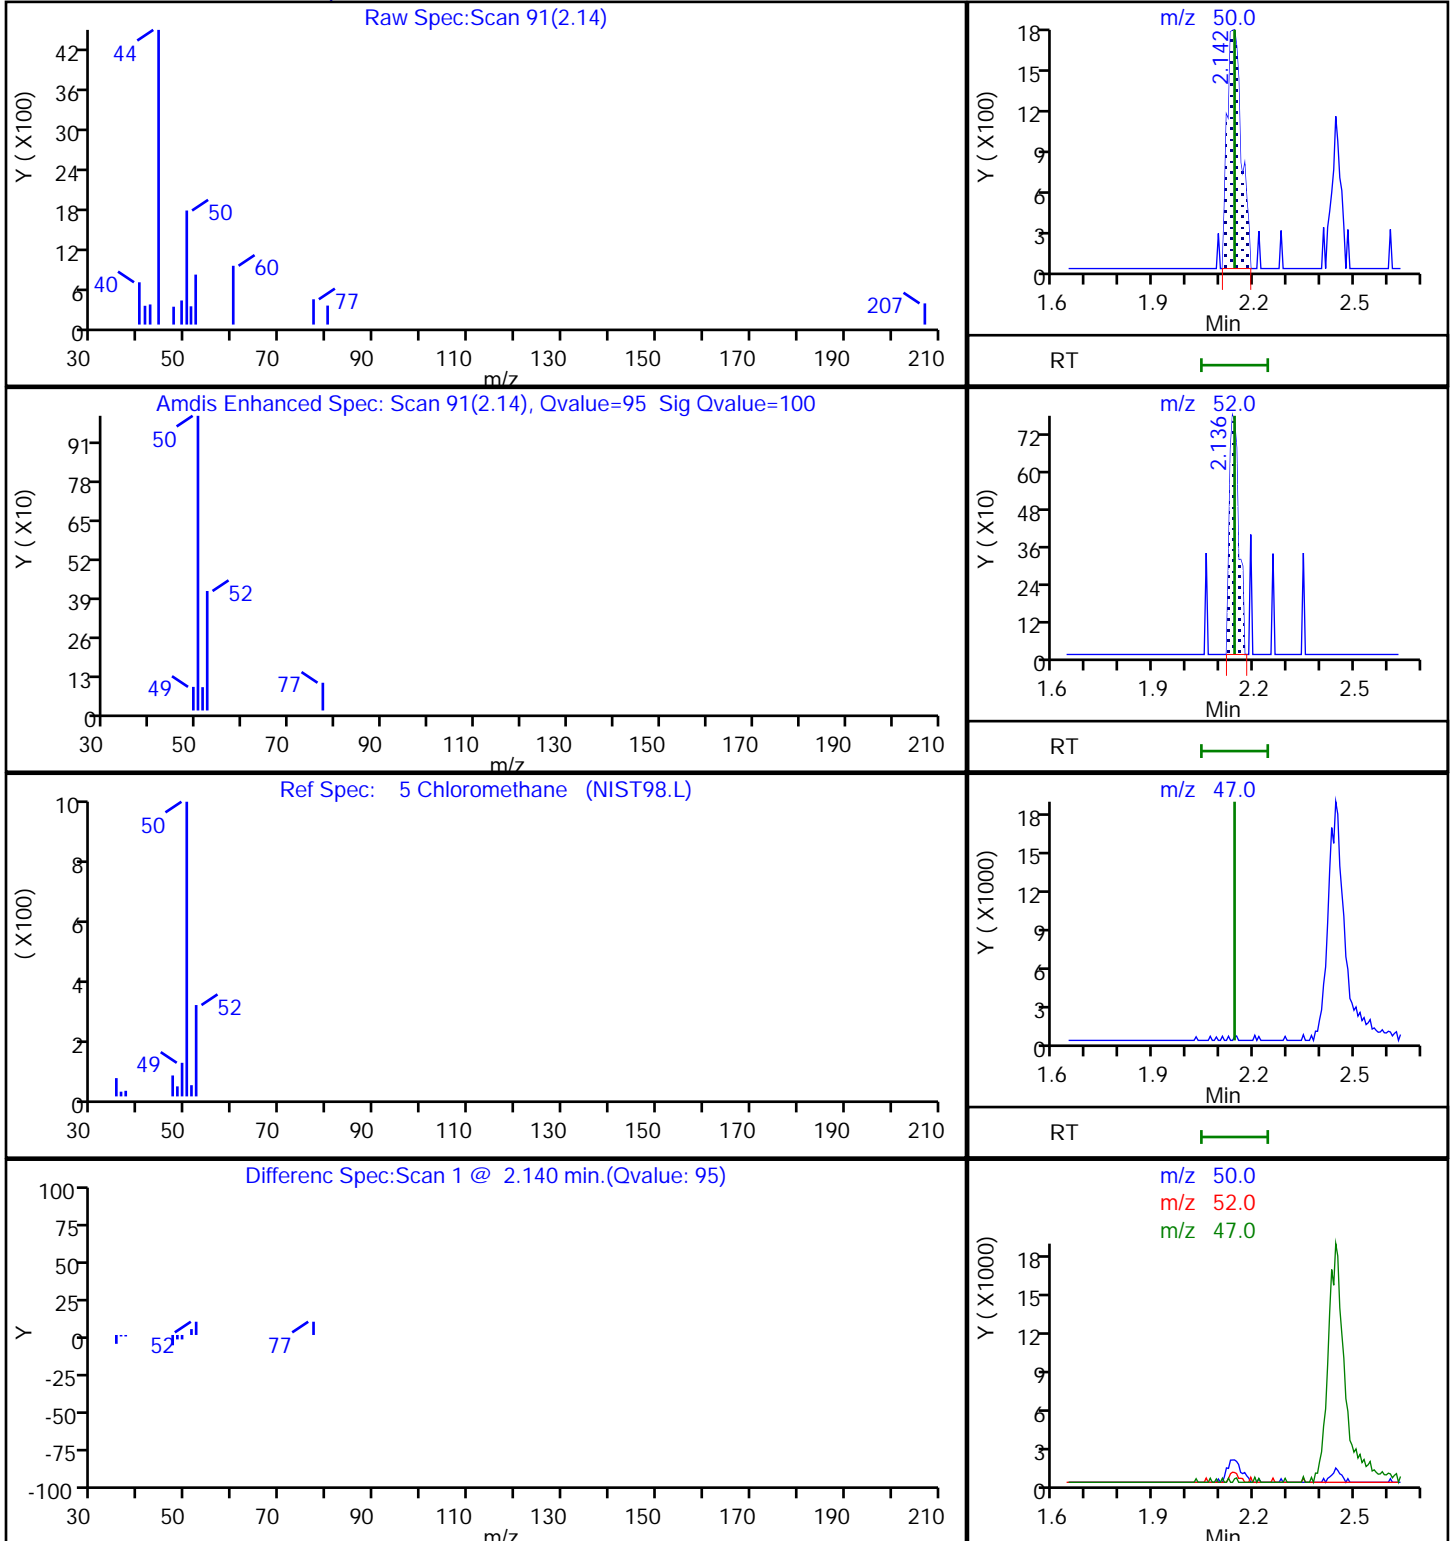 Raw Spec:Scan 91(2.14)
Y ( X100)
42
36
30
24
18
12
6
0
44
50
40
60
77
207
30 50 70 90 110 130 150 170 190 210
m/z
m/z 50.0
Y ( X100)
18
15
12
9
6
3
0
2.142
1.6 1.9 2.2 2.5
Min
RT
Amdis Enhanced Spec: Scan 91(2.14), Qvalue=95 Sig Qvalue=100
Y ( X10)
91
78
65
52
39
26
13
0
50
52
49
77
30 50 70 90 110 130 150 170 190 210
m/z
m/z 52.0
Y ( X10)
72
60
48
36
24
12
0
2.136
1.6 1.9 2.2 2.5
Min
RT
Ref Spec: 5 Chloromethane (NIST98.L)
( X100)
10
8
6
4
2
0
50
52
49
30 50 70 90 110 130 150 170 190 210
m/z 47.0
Y ( X1000)
18
15
12
9
6
3
0
1.6 1.9 2.2 2.5
Min
RT
Differenc Spec:Scan 1 @ 2.140 min.(Qvalue: 95)
Y
100
75
50
25
0
-25
-50
-75
-100
52
77
30 50 70 90 110 130 150 170 190 210
m/z
m/z 50.0
m/z 52.0
m/z 47.0
Y ( X1000)
18
15
12
9
6
3
0
1.6 1.9 2.2 2.5
Min